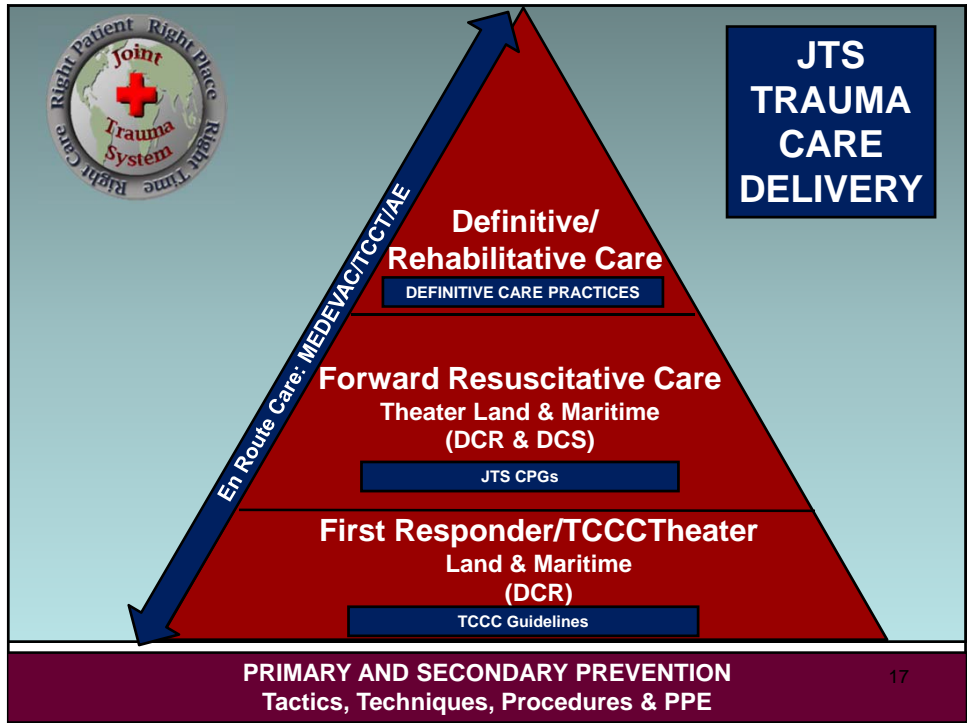 Right Patient Right Place Right Time Right Care
Joint
Trauma
System
JTS
TRAUMA
CARE
DELIVERY
En Route Care: MEDEVAC/TCCT/AE
Definitive/
Rehabilitative Care
DEFINITIVE CARE PRACTICES
Forward Resuscitative Care
Theater Land & Maritime
(DCR & DCS)
JTS CPGs
First Responder/TCCCTheater
Land & Maritime
(DCR)
TCCC Guidelines
PRIMARY AND SECONDARY PREVENTION
Tactics, Techniques, Procedures & PPE
17